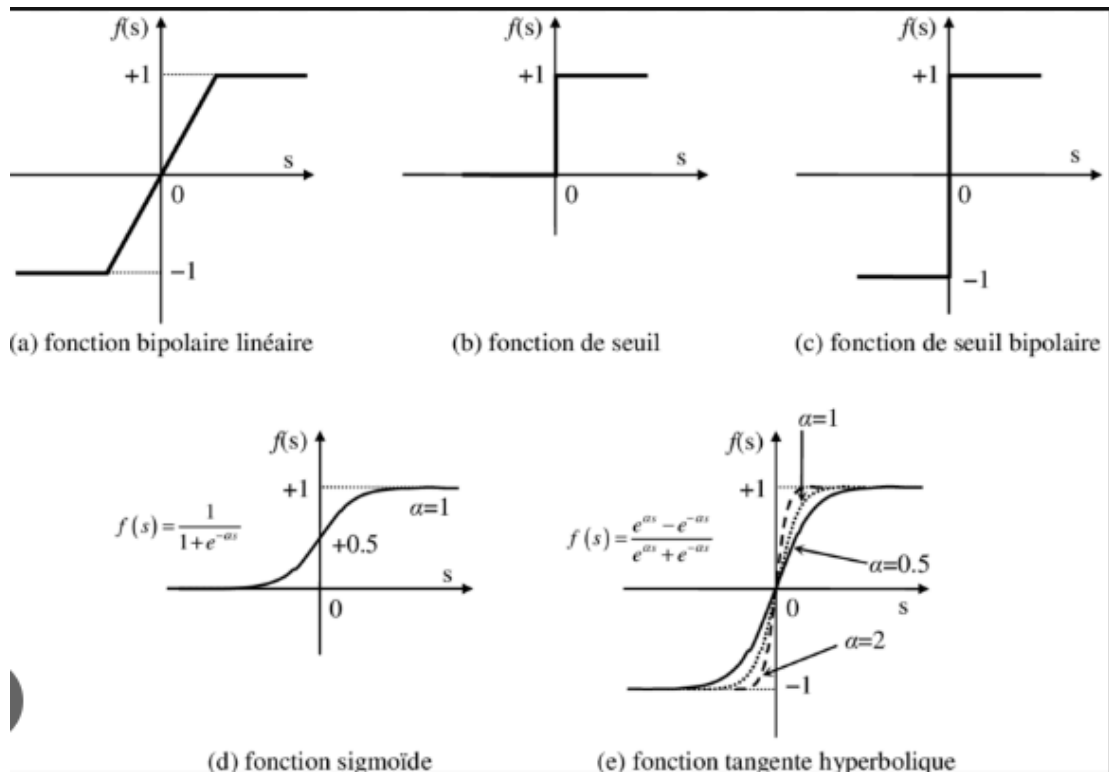 f(s)
+1
s
0
−1
(a) fonction bipolaire linéaire
f(s)
+1
s
0
(b) fonction de seuil
f(s)
+1
s
0
−1
(c) fonction de seuil bipolaire
f(s)
+1
α=1
f(s)=1/(1+e^{-αs})
+0.5
s
0
(d) fonction sigmoïde
α=1
f(s)
+1
f(s)=(e^{αs}−e^{-αs})/(e^{αs}+e^{-αs})
α=0.5
0
s
α=2
−1
(e) fonction tangente hyperbolique